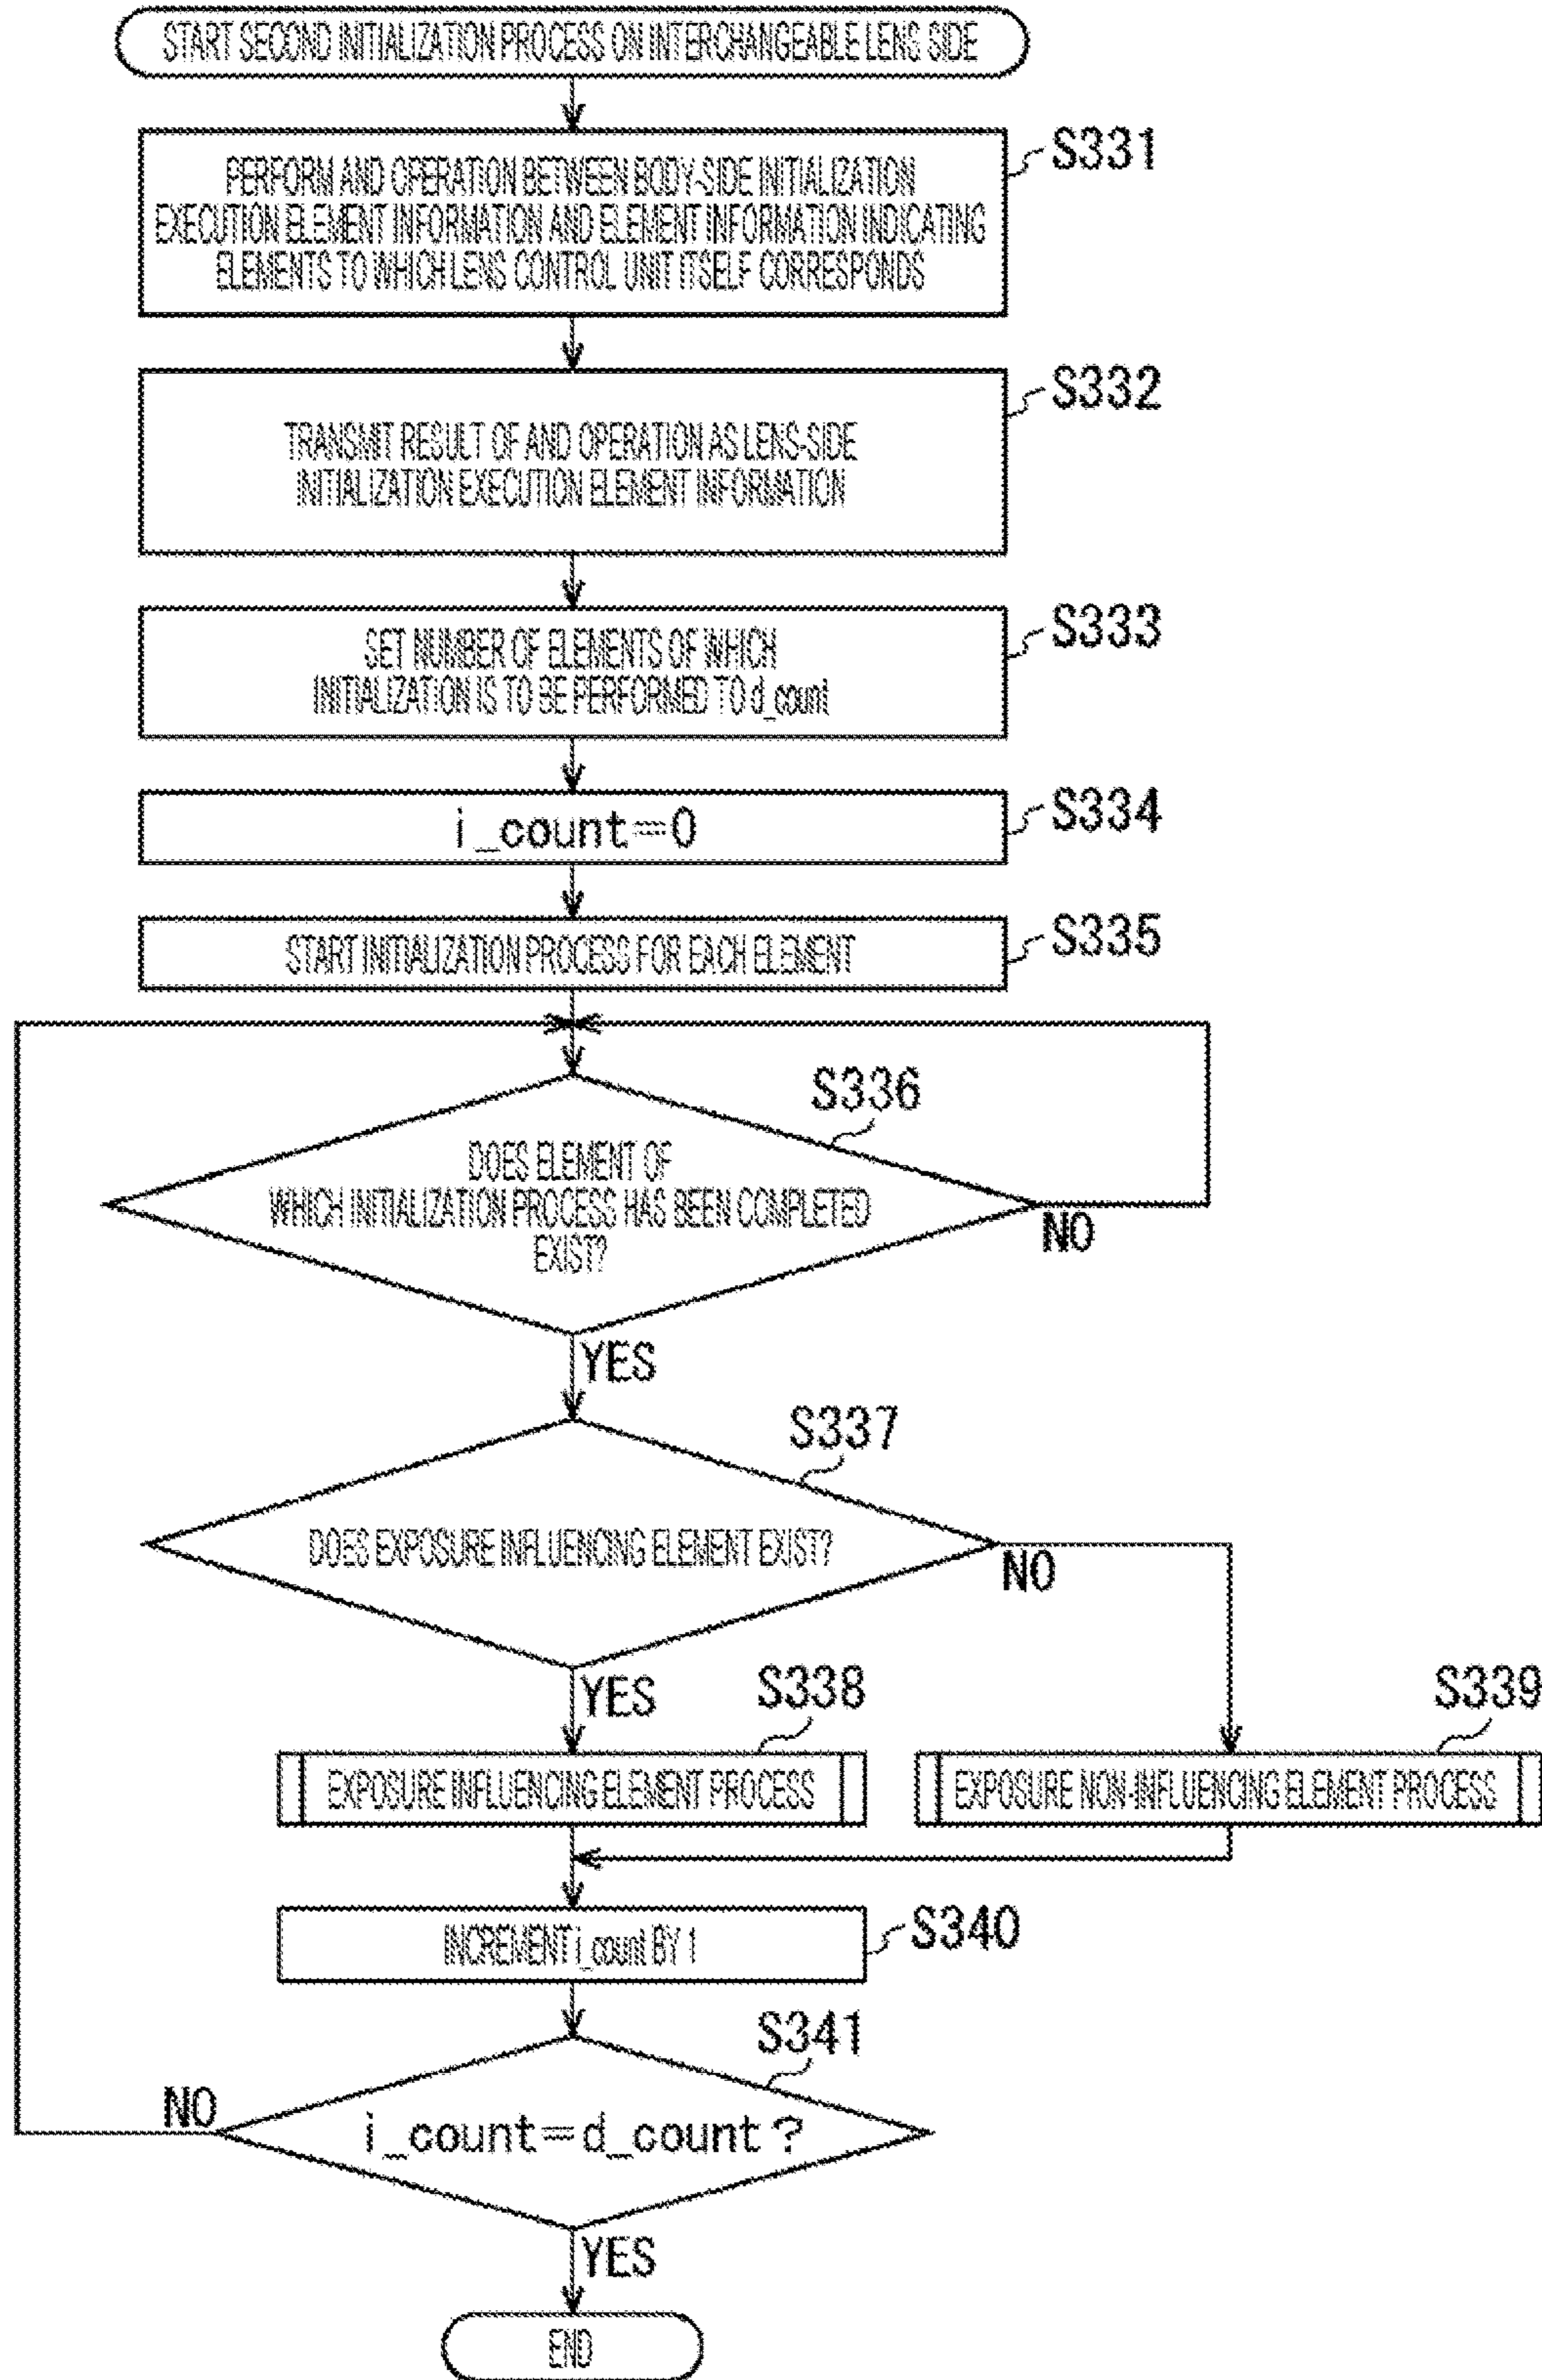 START SECOND INITIALIZATION PROCESS ON INTERCHANGEABLE LENS SIDE
S331
PERFORM AND OPERATION BETWEEN BODY-SIDE INITIALIZATION
EXECUTION ELEMENT INFORMATION AND ELEMENT INFORMATION INDICATING
ELEMENTS TO WHICH LENS CONTROL UNIT ITSELF CORRESPONDS
S332
TRANSMIT RESULT OF AND OPERATION AS LENS-SIDE
INITIALIZATION EXECUTION ELEMENT INFORMATION
S333
SET NUMBER OF ELEMENTS OF WHICH
INITIALIZATION IS TO BE PERFORMED TO d_count
S334
i_count=0
S335
START INITIALIZATION PROCESS FOR EACH ELEMENT
S336
DOES ELEMENT OF
WHICH INITIALIZATION PROCESS HAS BEEN COMPLETED
EXIST?
NO
YES
S337
DOES EXPOSURE INFLUENCING ELEMENT EXIST?
NO
YES
S338
S339
EXPOSURE INFLUENCING ELEMENT PROCESS
EXPOSURE NON-INFLUENCING ELEMENT PROCESS
S340
INCREMENT i_count BY 1
S341
NO
i_count=d_count?
YES
END